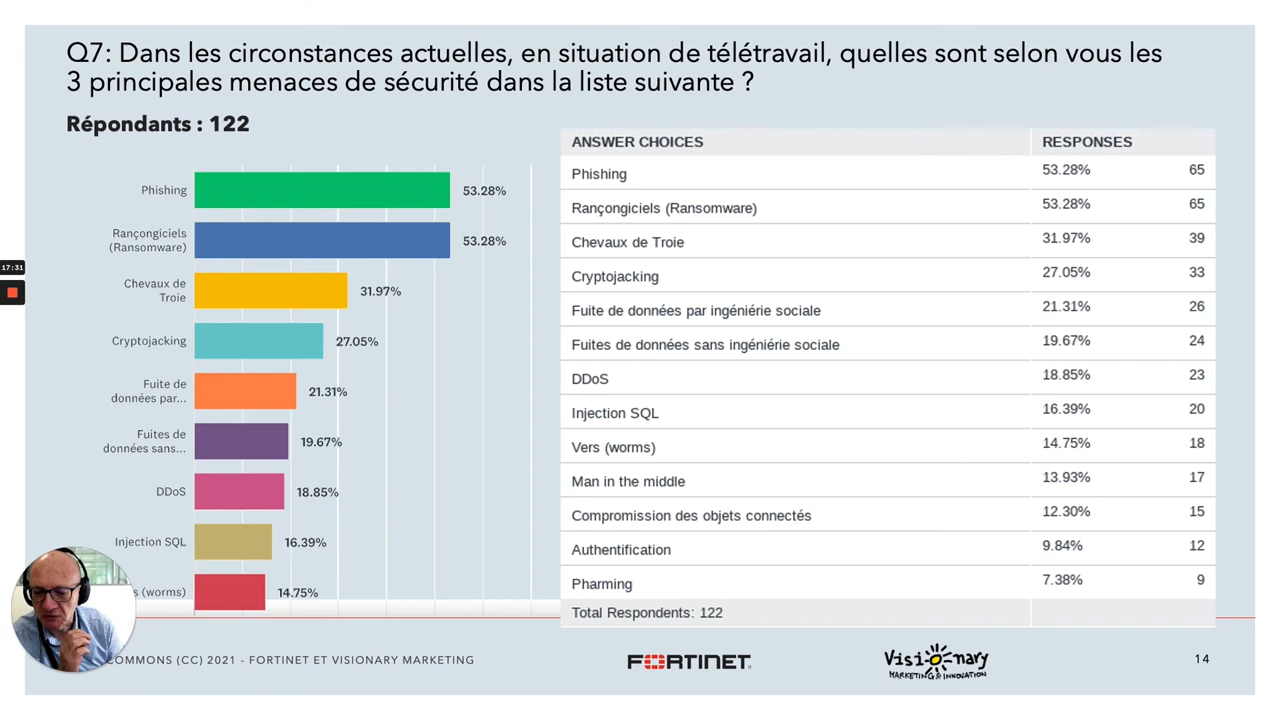 Q7: Dans les circonstances actuelles, en situation de télétravail, quelles sont selon vous les
3 principales menaces de sécurité dans la liste suivante ?
Répondants : 122
Phishing
53.28%
Rançongiciels
(Ransomware)
53.28%
Chevaux de
Troie
31.97%
Cryptojacking
27.05%
Fuite de
données par...
21.31%
Fuites de
données sans...
19.67%
DDoS
18.85%
Injection SQL
16.39%
(worms)
14.75%
ANSWER CHOICES RESPONSES
Phishing 53.28% 65
Rançongiciels (Ransomware) 53.28% 65
Chevaux de Troie 31.97% 39
Cryptojacking 27.05% 33
Fuite de données par ingéniérie sociale 21.31% 26
Fuites de données sans ingéniérie sociale 19.67% 24
DDoS 18.85% 23
Injection SQL 16.39% 20
Vers (worms) 14.75% 18
Man in the middle 13.93% 17
Compromission des objets connectés 12.30% 15
Authentification 9.84% 12
Pharming 7.38% 9
Total Respondents: 122
17:31
COMMONS (CC) 2021 - FORTINET ET VISIONARY MARKETING
FORTINET
Visionary
MARKETING & INNOVATION
14